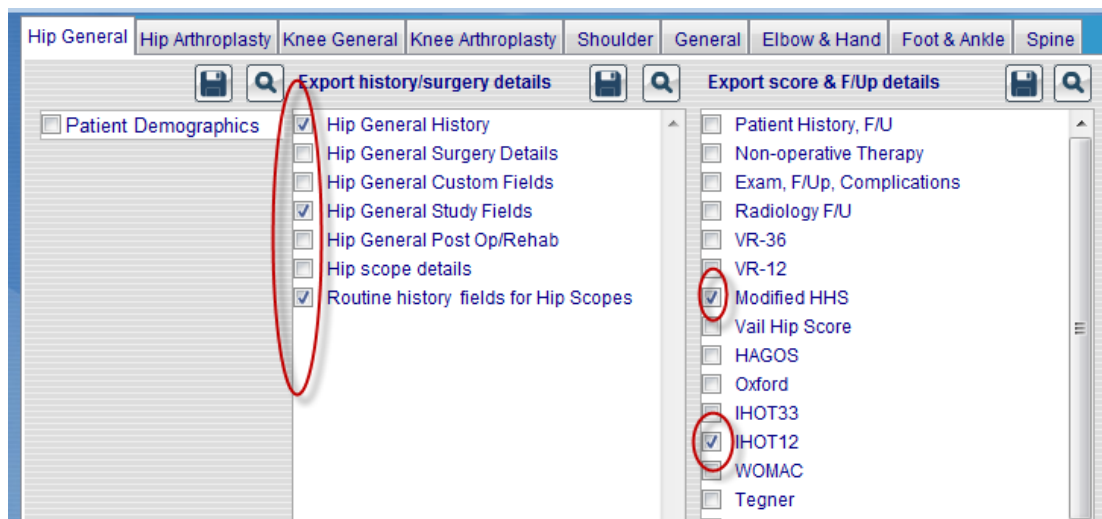 Hip General Hip Arthroplasty Knee General Knee Arthroplasty Shoulder General Elbow & Hand Foot & Ankle Spine
Export history/surgery details
Export score & F/Up details
Patient Demographics
Hip General History
Hip General Surgery Details
Hip General Custom Fields
Hip General Study Fields
Hip General Post Op/Rehab
Hip scope details
Routine history fields for Hip Scopes
Patient History, F/U
Non-operative Therapy
Exam, F/Up, Complications
Radiology F/U
VR-36
VR-12
Modified HHS
Vail Hip Score
HAGOS
Oxford
IHOT33
IHOT12
WOMAC
Tegner